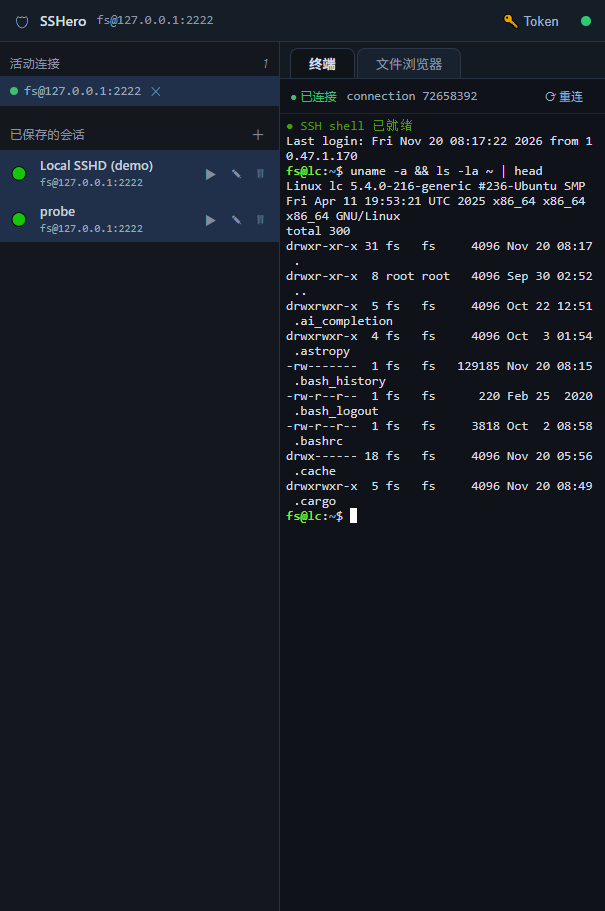 SSHero fs@127.0.0.1:2222
Token
活动连接 1
fs@127.0.0.1:2222
已保存的会话
Local SSHD (demo)
fs@127.0.0.1:2222
probe
fs@127.0.0.1:2222
终端 文件浏览器
已连接 connection 72658392 重连
● SSH shell 已就绪
Last login: Fri Nov 20 08:17:22 2026 from 1
0.47.1.170
fs@lc:~$ uname -a && ls -la ~ | head
Linux lc 5.4.0-216-generic #236-Ubuntu SMP
Fri Apr 11 19:53:21 UTC 2025 x86_64 x86_64
x86_64 GNU/Linux
total 300
drwxr-xr-x 31 fs   fs     4096 Nov 20 08:17
 .
drwxr-xr-x  8 root root   4096 Sep 30 02:52
 ..
drwxrwxr-x  5 fs   fs     4096 Oct 22 12:51
 .ai_completion
drwxrwxr-x  4 fs   fs     4096 Oct  3 01:54
 .astropy
-rw-------  1 fs   fs   129185 Nov 20 08:15
 .bash_history
-rw-r--r--  1 fs   fs      220 Feb 25  2020
 .bash_logout
-rw-r--r--  1 fs   fs     3818 Oct  2 08:58
 .bashrc
drwx------ 18 fs   fs     4096 Nov 20 05:56
 .cache
drwxrwxr-x  5 fs   fs     4096 Nov 20 08:49
 .cargo
fs@lc:~$